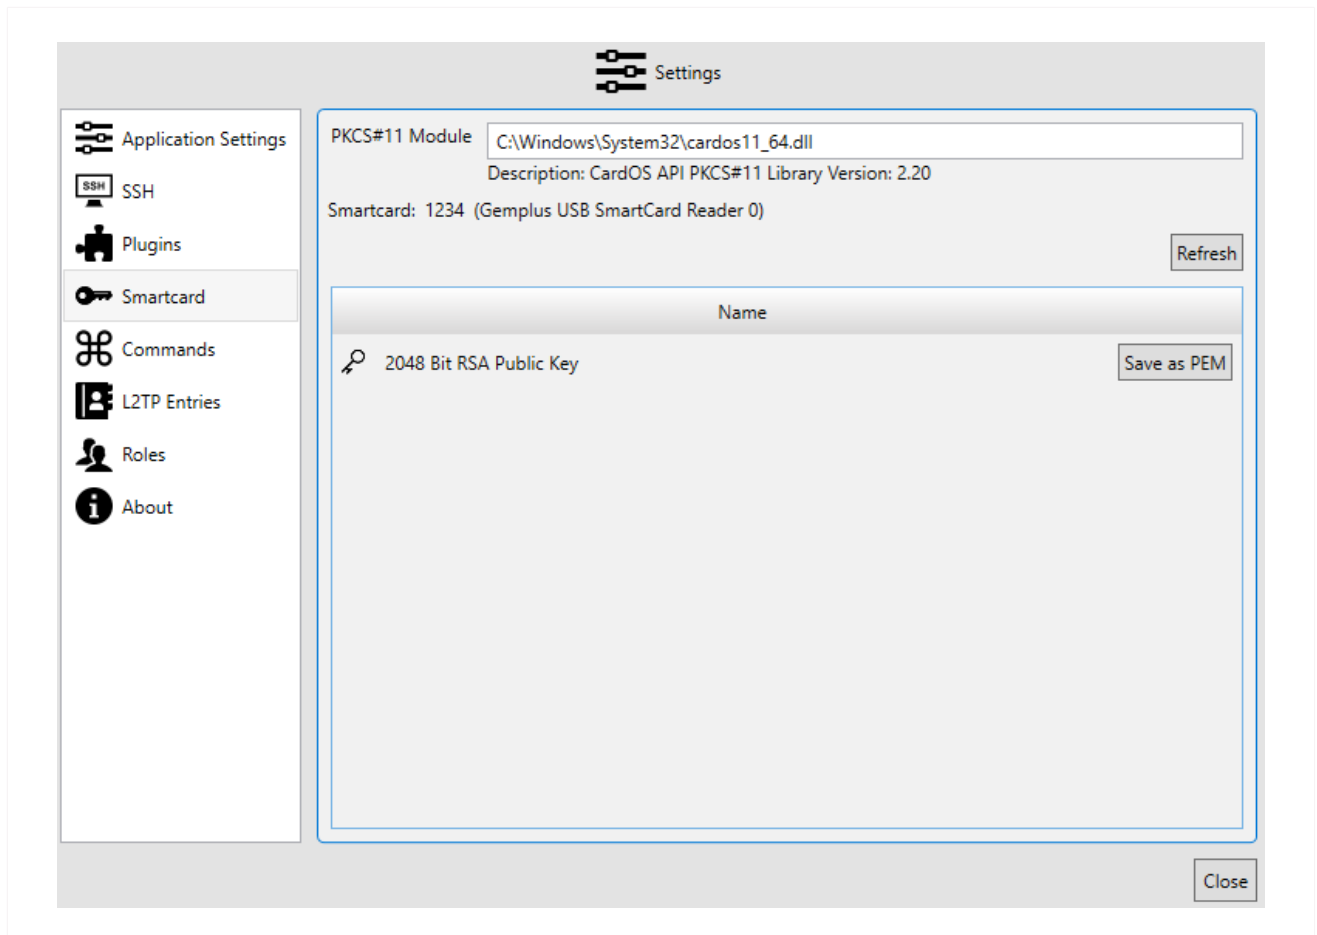 Settings
Application Settings
SSH
SSH
Plugins
Smartcard
Commands
L2TP Entries
Roles
About
PKCS#11 Module
C:\Windows\System32\cardos11_64.dll
Description: CardOS API PKCS#11 Library Version: 2.20
Smartcard: 1234 (Gemplus USB SmartCard Reader 0)
Refresh
Name
2048 Bit RSA Public Key
Save as PEM
Close